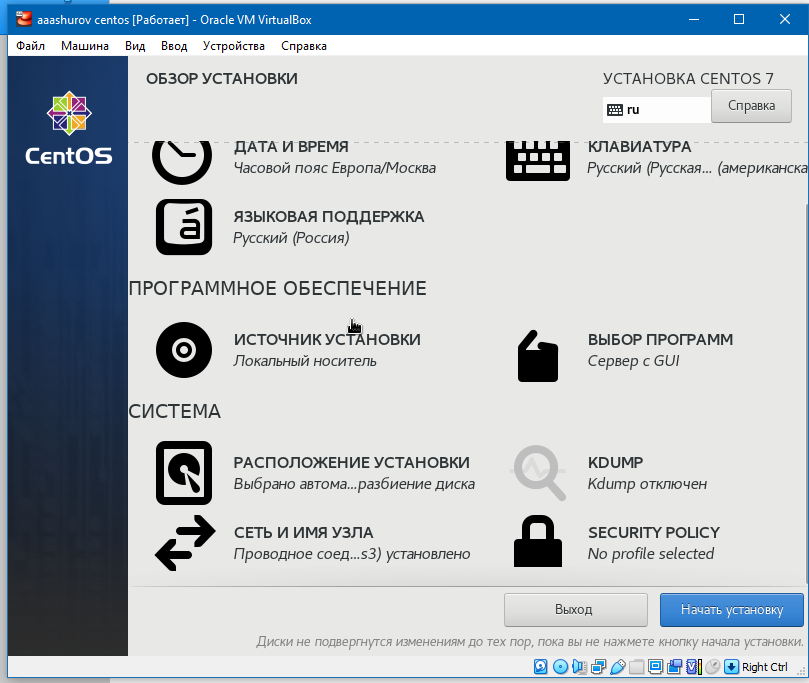 aaashurov centos [Работает] - Oracle VM VirtualBox
Файл Машина Вид Ввод Устройства Справка
ОБЗОР УСТАНОВКИ
УСТАНОВКА CENTOS 7
ru
Справка
CentOS
ДАТА И ВРЕМЯ
Часовой пояс Европа/Москва
КЛАВИАТУРА
Русский (Русская... (американска
ЯЗЫКОВАЯ ПОДДЕРЖКА
Русский (Россия)
ПРОГРАММНОЕ ОБЕСПЕЧЕНИЕ
ИСТОЧНИК УСТАНОВКИ
Локальный носитель
ВЫБОР ПРОГРАММ
Сервер с GUI
СИСТЕМА
РАСПОЛОЖЕНИЕ УСТАНОВКИ
Выбрано автома...разбиение диска
KDUMP
Kdump отключен
СЕТЬ И ИМЯ УЗЛА
Проводное соед...s3) установлено
SECURITY POLICY
No profile selected
Выход
Начать установку
Диски не подвергнутся изменениям до тех пор, пока вы не нажмете кнопку начала установки.
Right Ctrl